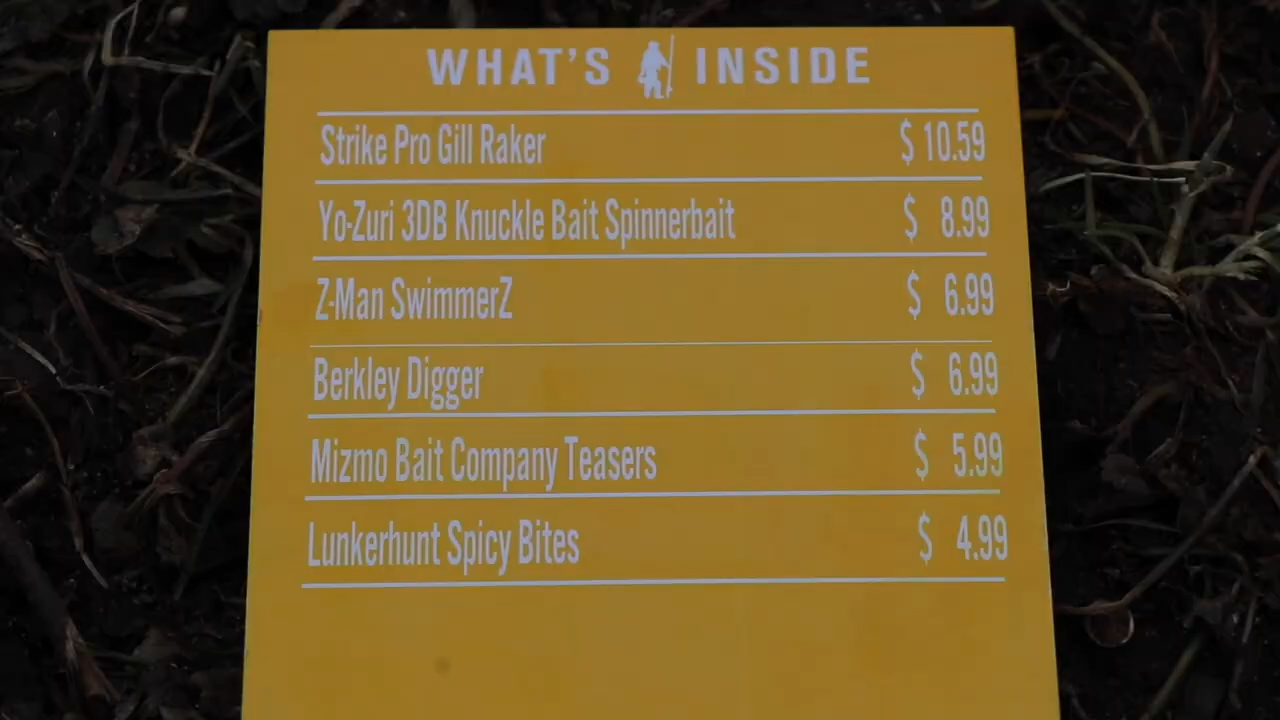 WHAT'S INSIDE
Strike Pro Gill Raker $ 10.59
Yo-Zuri 3DB Knuckle Bait Spinnerbait $ 8.99
Z-Man SwimmerZ $ 6.99
Berkley Digger $ 6.99
Mizmo Bait Company Teasers $ 5.99
Lunkerhunt Spicy Bites $ 4.99